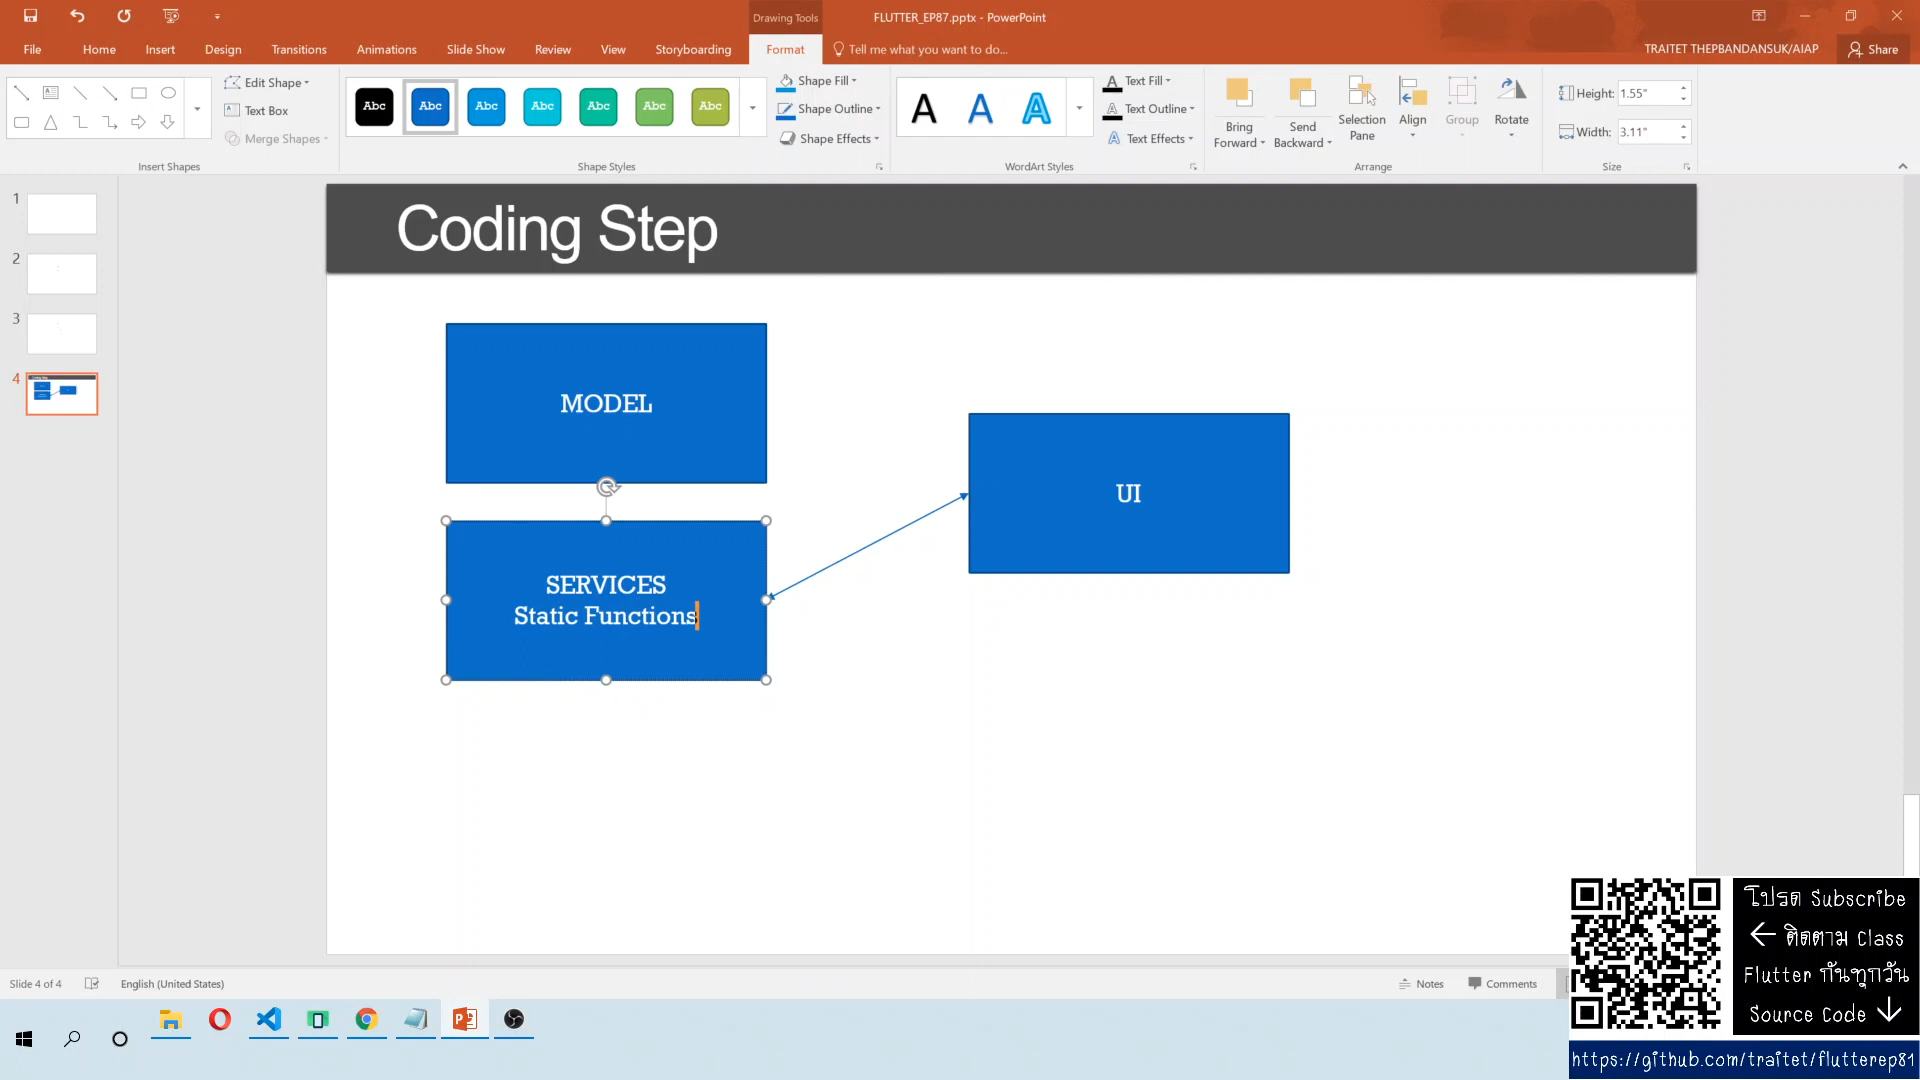 Drawing Tools
FLUTTER_EP87.pptx - PowerPoint
File Home Insert Design Transitions Animations Slide Show Review View Storyboarding Format Tell me what you want to do...
TRAITET THEPBANDANSUK/AIAP Share
Edit Shape
Text Box
Merge Shapes
Insert Shapes
Abc Abc Abc Abc Abc Abc Abc
Shape Fill
Shape Outline
Shape Effects
Shape Styles
A A A
Text Fill
Text Outline
Text Effects
WordArt Styles
Bring Forward
Send Backward
Selection Pane
Align
Group
Rotate
Arrange
Height: 1.55"
Width: 3.11"
Size
1
2
3
4
Coding Step
MODEL
SERVICES
Static Functions
UI
โปรด Subscribe
← ติดตาม Class
Flutter กันทุกวัน
Source Code ↓
https://github.com/traitet/flutterep81
Slide 4 of 4
English (United States)
Notes
Comments